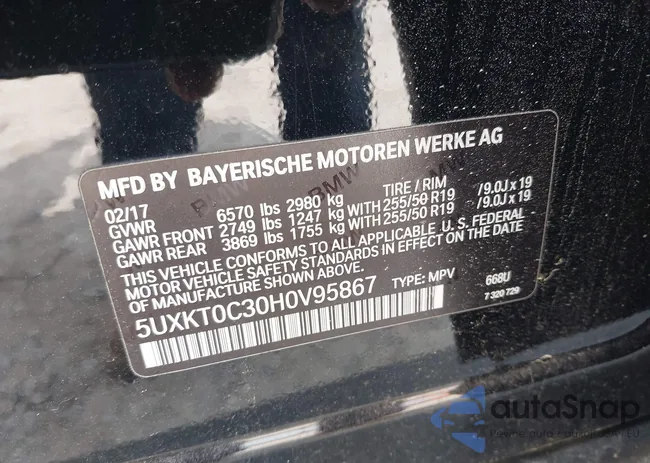 MFD BY BAYERISCHE MOTOREN WERKE AG
02/17 TIRE / RIM
GVWR 6570 lbs 2980 kg
GAWR FRONT 2749 lbs 1247 kg WITH 255/50 R19 /9.0J x 19
GAWR REAR 3869 lbs 1755 kg WITH 255/50 R19 /9.0J x 19
THIS VEHICLE CONFORMS TO ALL APPLICABLE U.S. FEDERAL
MOTOR VEHICLE SAFETY STANDARDS IN EFFECT ON THE DATE
OF MANUFACTURE SHOWN ABOVE.
5UXKT0C30H0V95867 TYPE: MPV 668U
7 320 729
autoSnap